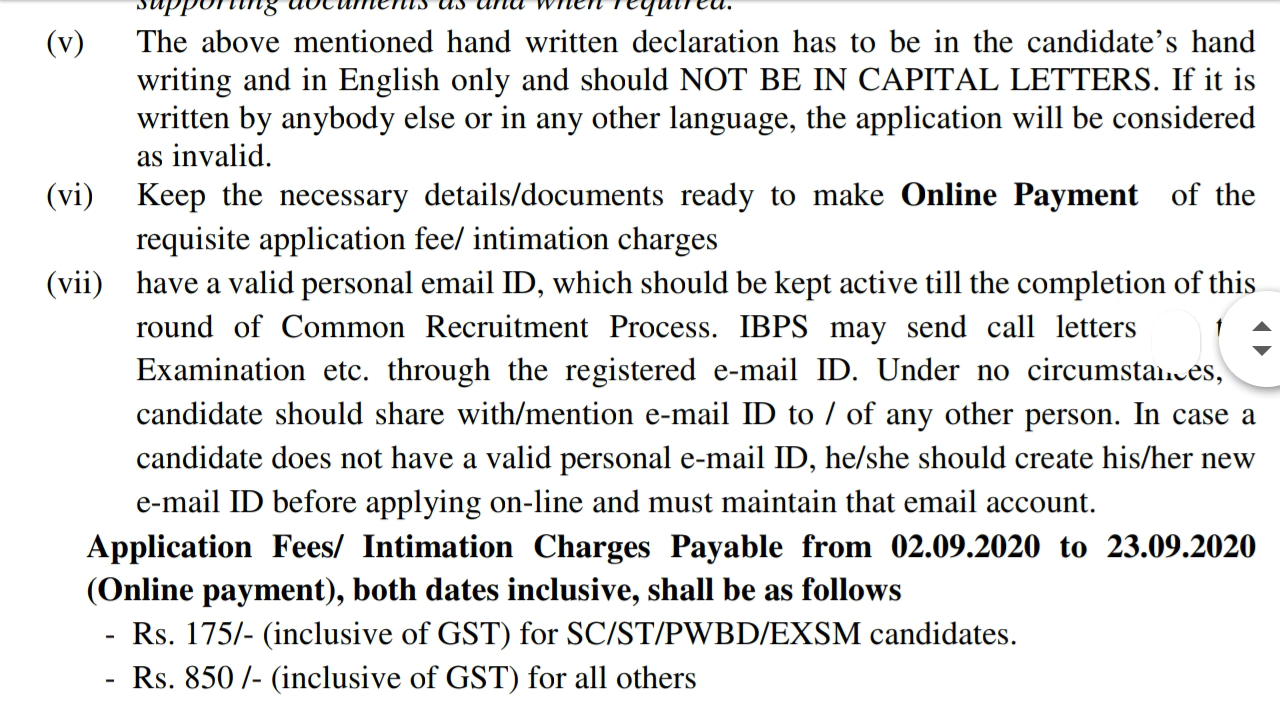 supporting documents as and when required.
(v) The above mentioned hand written declaration has to be in the candidate’s hand
writing and in English only and should NOT BE IN CAPITAL LETTERS. If it is
written by anybody else or in any other language, the application will be considered
as invalid.
(vi) Keep the necessary details/documents ready to make Online Payment of the
requisite application fee/ intimation charges
(vii) have a valid personal email ID, which should be kept active till the completion of this
round of Common Recruitment Process. IBPS may send call letters
Examination etc. through the registered e-mail ID. Under no circumstances,
candidate should share with/mention e-mail ID to / of any other person. In case a
candidate does not have a valid personal e-mail ID, he/she should create his/her new
e-mail ID before applying on-line and must maintain that email account.
Application Fees/ Intimation Charges Payable from 02.09.2020 to 23.09.2020
(Online payment), both dates inclusive, shall be as follows
- Rs. 175/- (inclusive of GST) for SC/ST/PWBD/EXSM candidates.
- Rs. 850 /- (inclusive of GST) for all others